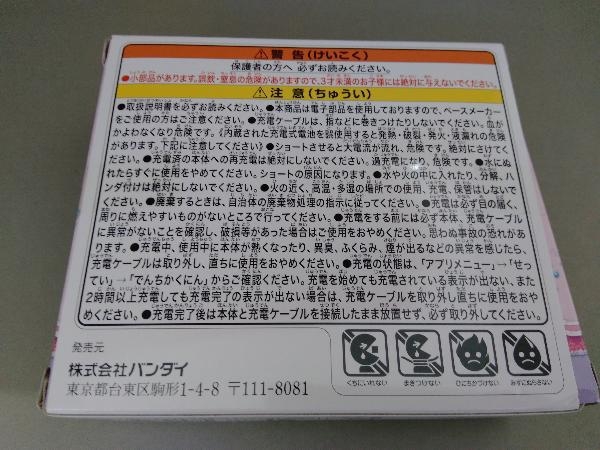 ⚠警告(けいこく)
保護者の方へ 必ずお読みください。
●小部品があります。誤飲・窒息の危険がありますので、3才未満のお子様には絶対に与えないでください。
⚠注意(ちゅうい)
●取扱説明書を必ずお読みください。●本商品は電子部品を使用しておりますので、ペースメーカー
をご使用の方はご注意ください。●充電ケーブルは、指などに巻きつけたりしないでください。血が
かよわなくなり危険です。《内蔵された充電式電池を誤使用すると発熱・破裂・発火・液漏れの危険
があります。下記に注意してください》●ショートさせると大電流が流れ、危険です。絶対にさけてく
ださい。●充電済の本体への再充電は絶対にしないでください。過充電になり、危険です。●水にぬ
れたらすぐに使用をやめてください。ショートの原因になります。●水や火の中に入れたり、分解、ハ
ンダ付けは絶対にしないでください。●火の近く、高温・多湿の場所での使用、充電、保管はしないで
ください。●廃棄するときは、自治体の廃棄物処理の指示に従ってください。●充電は必ず目の届く、
周りに燃えやすいものがないところで行ってください。●充電をする前には必ず本体、充電ケーブル
に異常がないことを確認し、破損等があった場合はご使用をおやめください。思わぬ事故の恐れがあ
ります。●充電中、使用中に本体が熱くなったり、異臭、ふくらみ、煙が出るなどの異常を感じたら、
充電ケーブルは取り外し、直ちに使用をおやめください。●充電の状態は、「アプリメニュー」→「せっ
てい」→「でんちかくにん」からご確認ください。充電を始めても充電されている表示が出ない、また
2時間以上充電しても充電完了の表示が出ない場合は、充電ケーブルを取り外し直ちに使用をおや
めください。●充電完了後は本体と充電ケーブルを接続したまま放置せず、必ず取り外してください。
発売元
株式会社バンダイ
東京都台東区駒形1-4-8 〒111-8081
くちにいれない
まきつけない
ひにちかづけない
みずにぬらさない